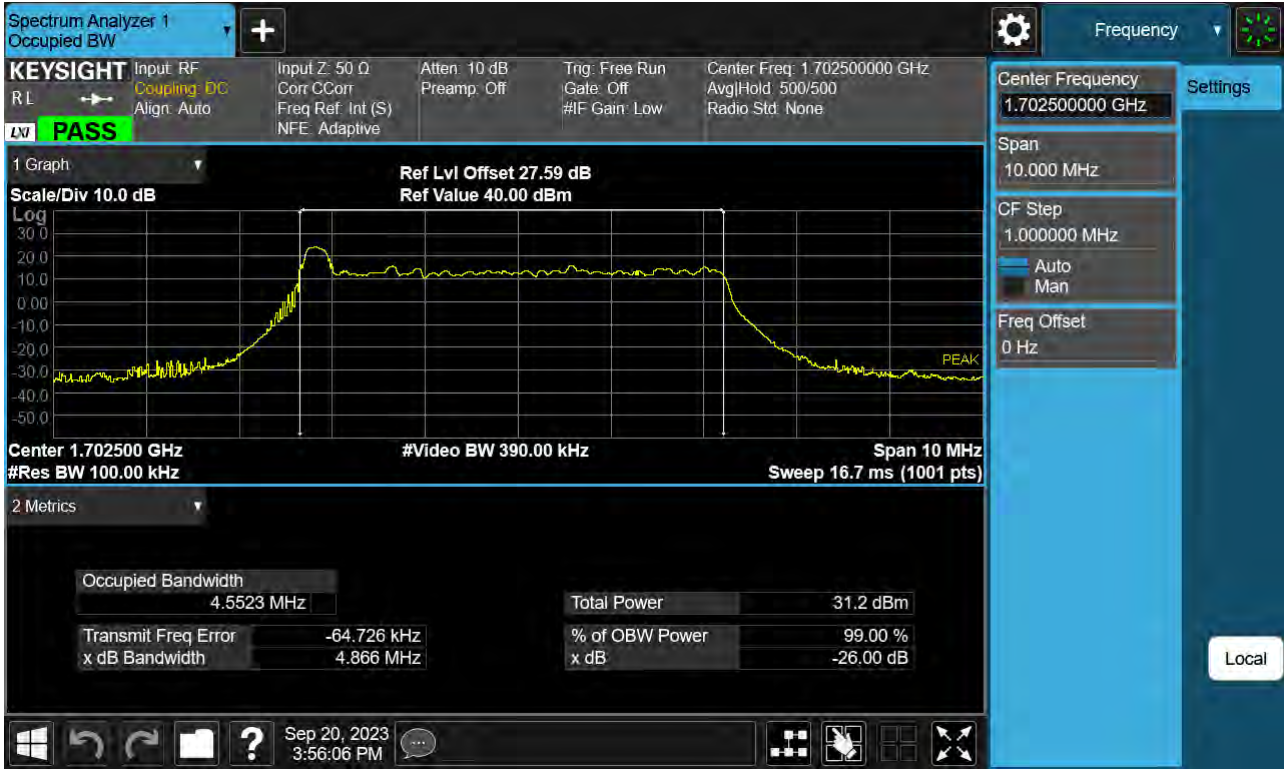 Spectrum Analyzer 1
Occupied BW
+
Frequency
KEYSIGHT
RL
LXI
PASS
Input: RF
Coupling: DC
Align: Auto
Input Z: 50 Ω
Corr CCorr
Freq Ref: Int (S)
NFE: Adaptive
Atten: 10 dB
Preamp: Off
Trig: Free Run
Gate: Off
#IF Gain: Low
Center Freq: 1.702500000 GHz
Avg|Hold: 500/500
Radio Std: None
Center Frequency
1.702500000 GHz
Settings
Span
10.000 MHz
CF Step
1.000000 MHz
Auto
Man
Freq Offset
0 Hz
Local
1 Graph
Scale/Div 10.0 dB
Ref Lvl Offset 27.59 dB
Ref Value 40.00 dBm
Log
30.0
20.0
10.0
0.00
-10.0
-20.0
-30.0
-40.0
-50.0
PEAK
Center 1.702500 GHz
#Video BW 390.00 kHz
Span 10 MHz
#Res BW 100.00 kHz
Sweep 16.7 ms (1001 pts)
2 Metrics
Occupied Bandwidth
4.5523 MHz
Total Power 31.2 dBm
Transmit Freq Error -64.726 kHz
% of OBW Power 99.00 %
x dB Bandwidth 4.866 MHz
x dB -26.00 dB
?
Sep 20, 2023
3:56:06 PM